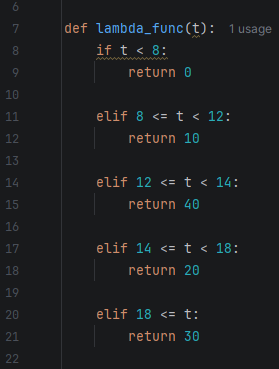 6
7 def lambda_func(t): 1 usage
8 if t < 8:
9 return 0
10
11 elif 8 <= t < 12:
12 return 10
13
14 elif 12 <= t < 14:
15 return 40
16
17 elif 14 <= t < 18:
18 return 20
19
20 elif 18 <= t:
21 return 30
22